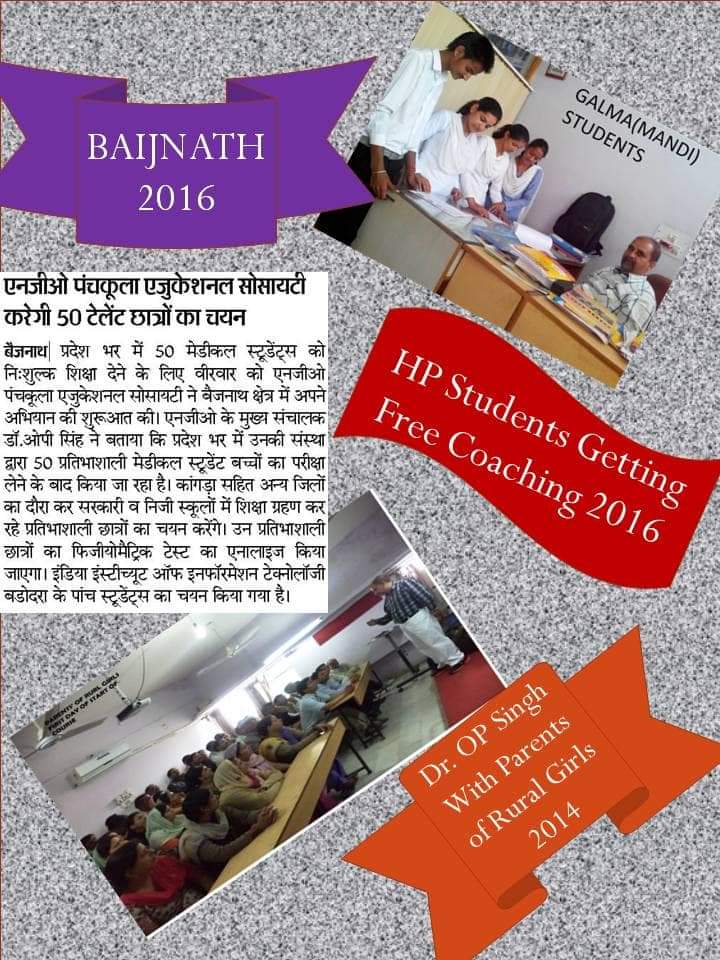 BAIJNATH
2016
GALMA(MANDI)
STUDENTS
एनजीओ पंचकूला एजुकेशनल सोसायटी
करेगी 50 टेलेंट छात्रों का चयन
बैजनाथ| प्रदेश भर में 50 मेडीकल स्टूडेंट्स को
निःशुल्क शिक्षा देने के लिए वीरवार को एनजीओ
पंचकूला एजुकेशनल सोसायटी ने बैजनाथ क्षेत्र में अपने
अभियान की शुरूआत की। एनजीओ के मुख्य संचालक
डॉ.ओपी सिंह ने बताया कि प्रदेश भर में उनकी संस्था
द्वारा 50 प्रतिभाशाली मेडीकल स्टूडेंट बच्चों का परीक्षा
लेने के बाद किया जा रहा है। कांगड़ा सहित अन्य जिलों
का दौरा कर सरकारी व निजी स्कूलों में शिक्षा ग्रहण कर
रहे प्रतिभाशाली छात्रों का चयन करेंगे। उन प्रतिभाशाली
छात्रों का फिजीयोमैट्रिक टेस्ट का एनालाइज किया
जाएगा। इंडिया इंस्टीच्यूट ऑफ इनफॉरमेशन टेक्नोलॉजी
बडोदरा के पांच स्टूडेंट्स का चयन किया गया है।
HP Students Getting
Free Coaching 2016
PARENTS OF RURL GIRLS
FIRST DAY OF START OF
COURSE
Dr. OP Singh
With Parents
of Rural Girls
2014